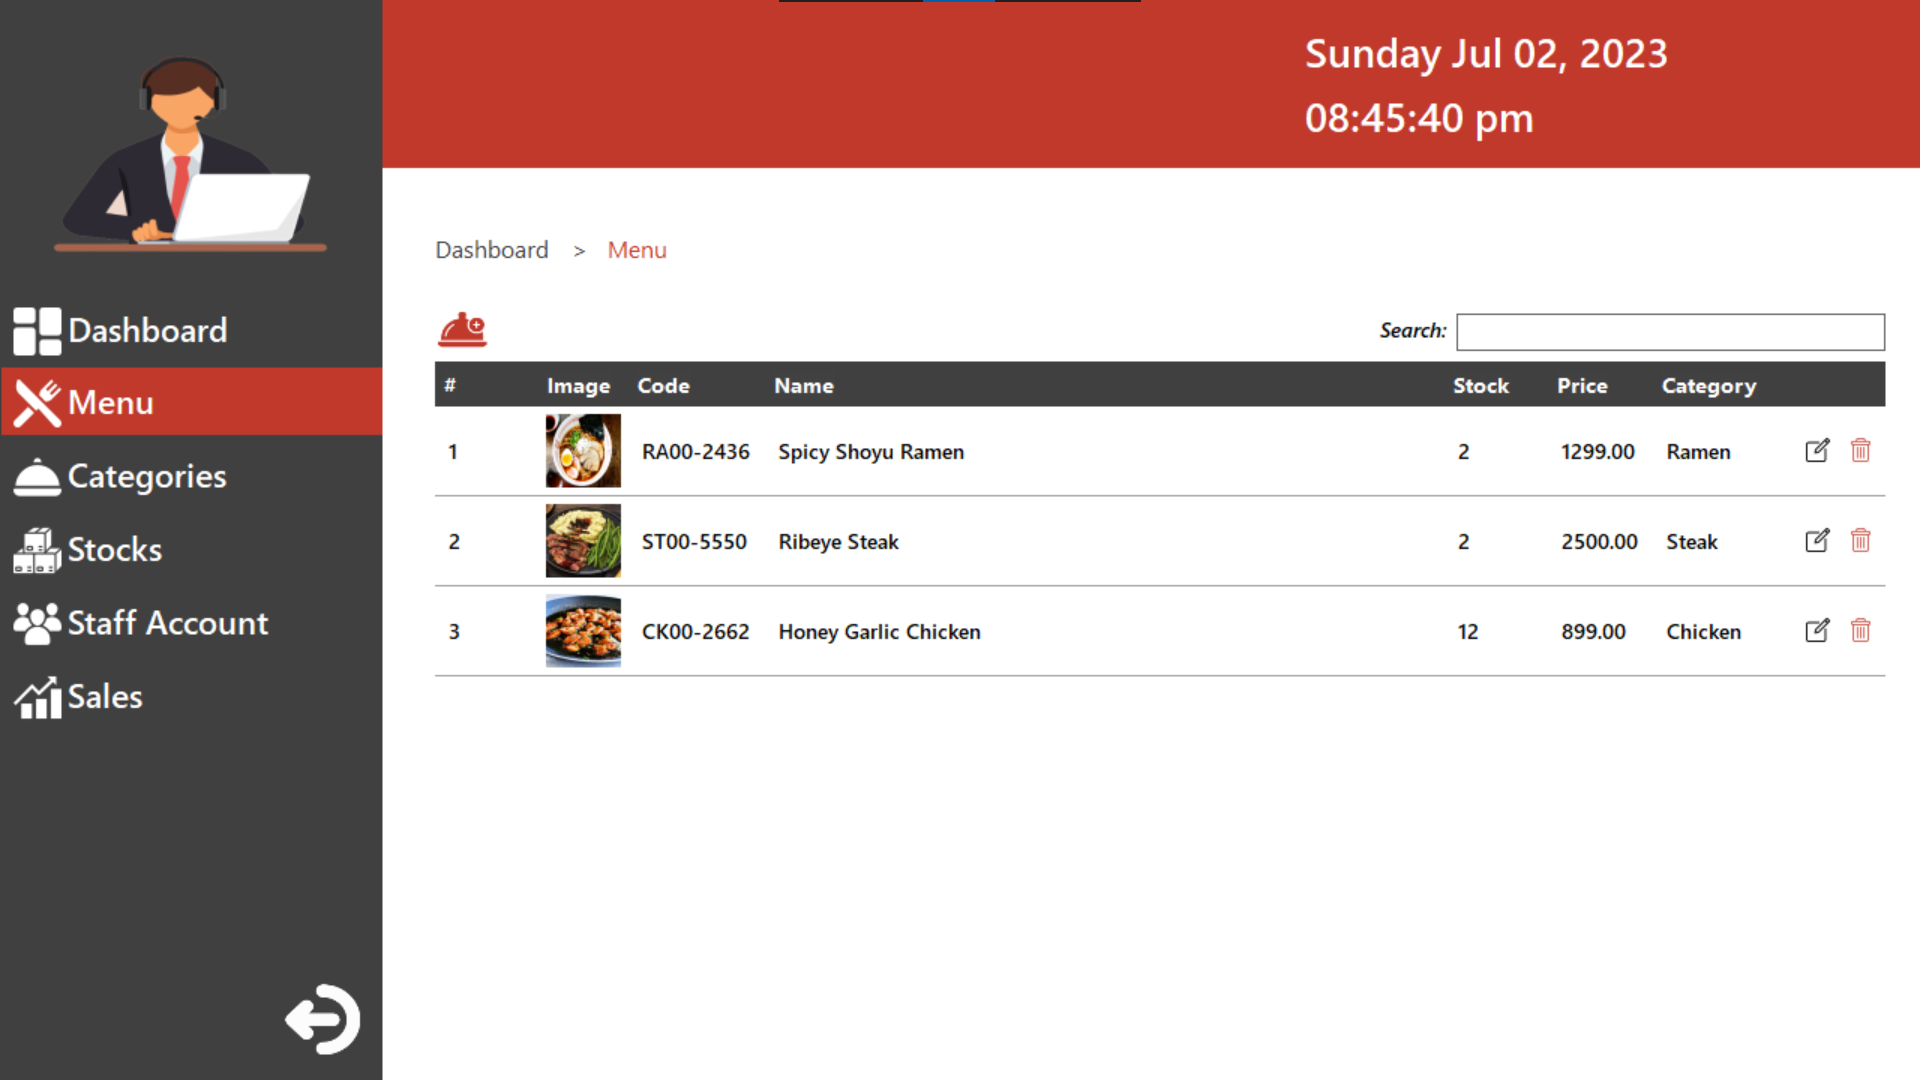 Sunday Jul 02, 2023
08:45:40 pm
Dashboard
Menu
Categories
Stocks
Staff Account
Sales
Dashboard > Menu
Search:
# Image Code Name Stock Price Category
1 RA00-2436 Spicy Shoyu Ramen 2 1299.00 Ramen
2 ST00-5550 Ribeye Steak 2 2500.00 Steak
3 CK00-2662 Honey Garlic Chicken 12 899.00 Chicken